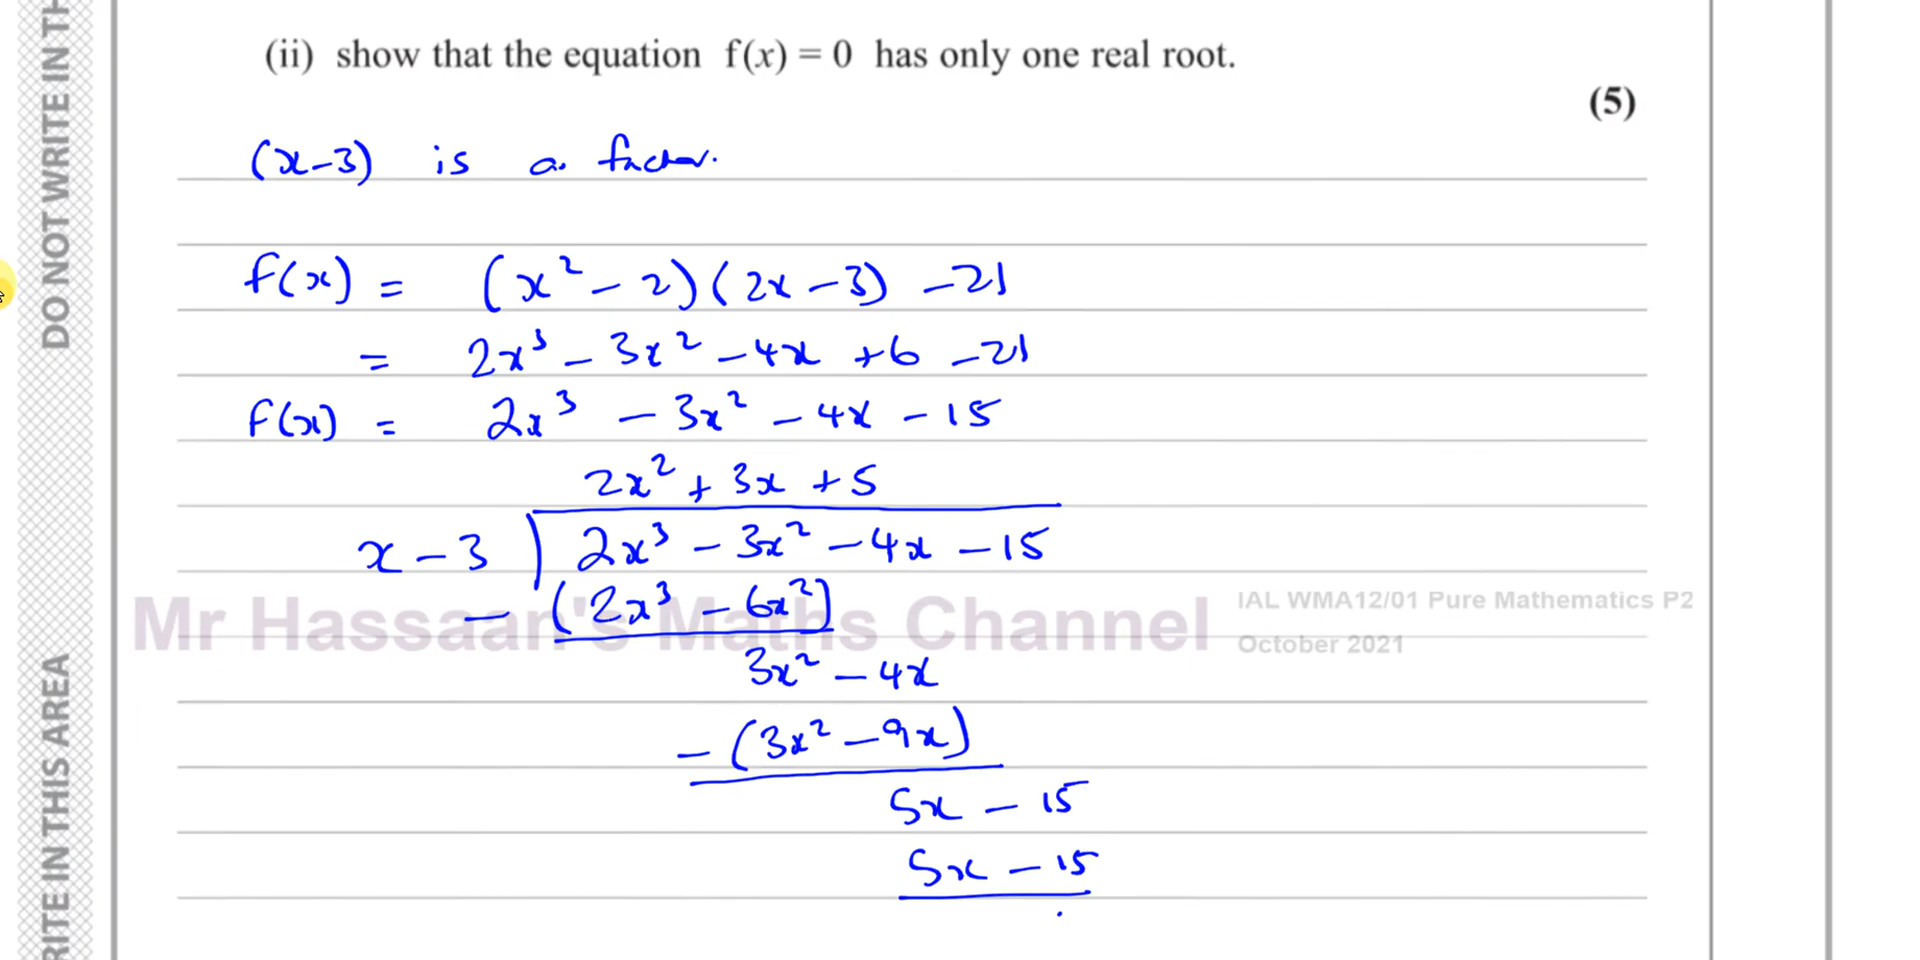 (ii) show that the equation f(x) = 0 has only one real root.
(5)
(x-3) is a factor.
f(x) = (x² - 2)(2x - 3) - 21
= 2x³ - 3x² - 4x + 6 - 21
f(x) = 2x³ - 3x² - 4x - 15
2x² + 3x + 5
x - 3 2x³ - 3x² - 4x - 15
- (2x³ - 6x²)
3x² - 4x
- (3x² - 9x)
5x - 15
5x - 15
Mr Hassaan's Maths Channel
IAL WMA12/01 Pure Mathematics P2
October 2021
DO NOT WRITE IN TH
RITE IN THIS AREA